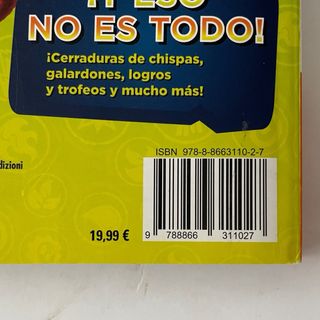 ¡Y ESO
NO ES TODO!
¡Cerraduras de chispas,
galardones, logros
y trofeos y mucho más!
ISBN 978-8-8663110-2-7
dizioni
19,99 €
9 788866 311027